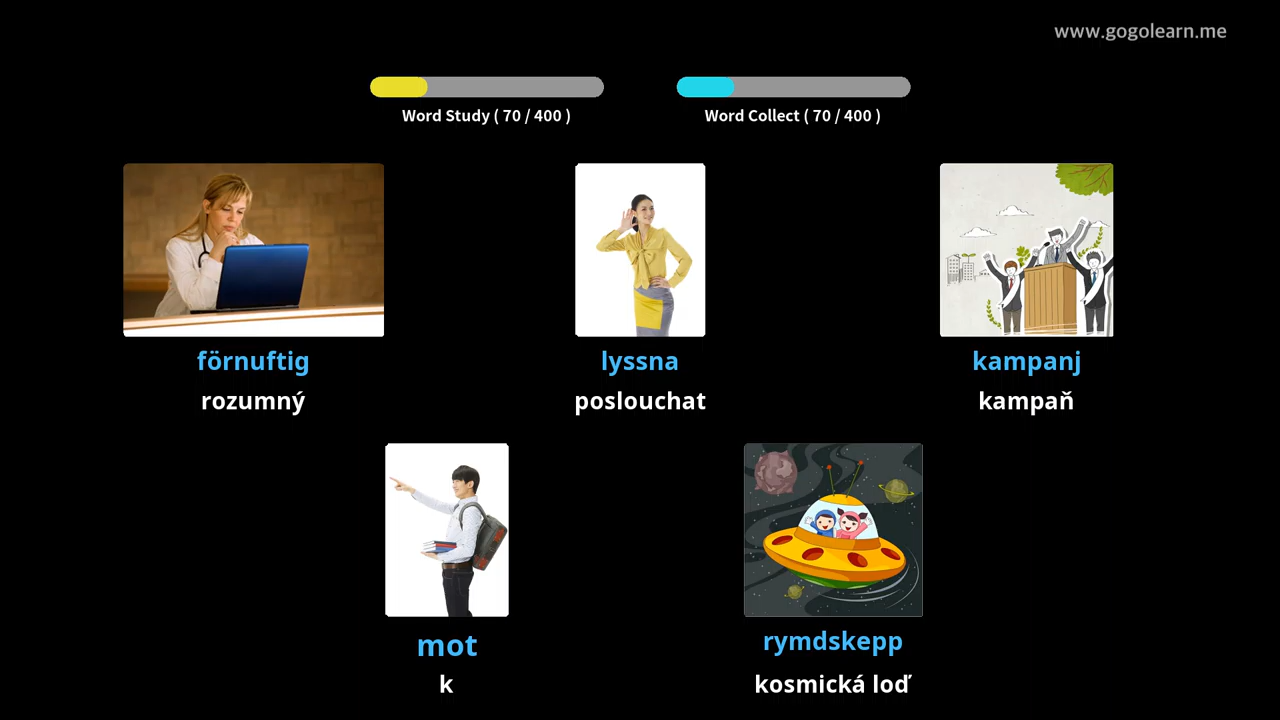 www.gogolearn.me
Word Study ( 70 / 400 )
Word Collect ( 70 / 400 )
förnuftig
rozumný
lyssna
poslouchat
kampanj
kampaň
mot
k
rymdskepp
kosmická loď